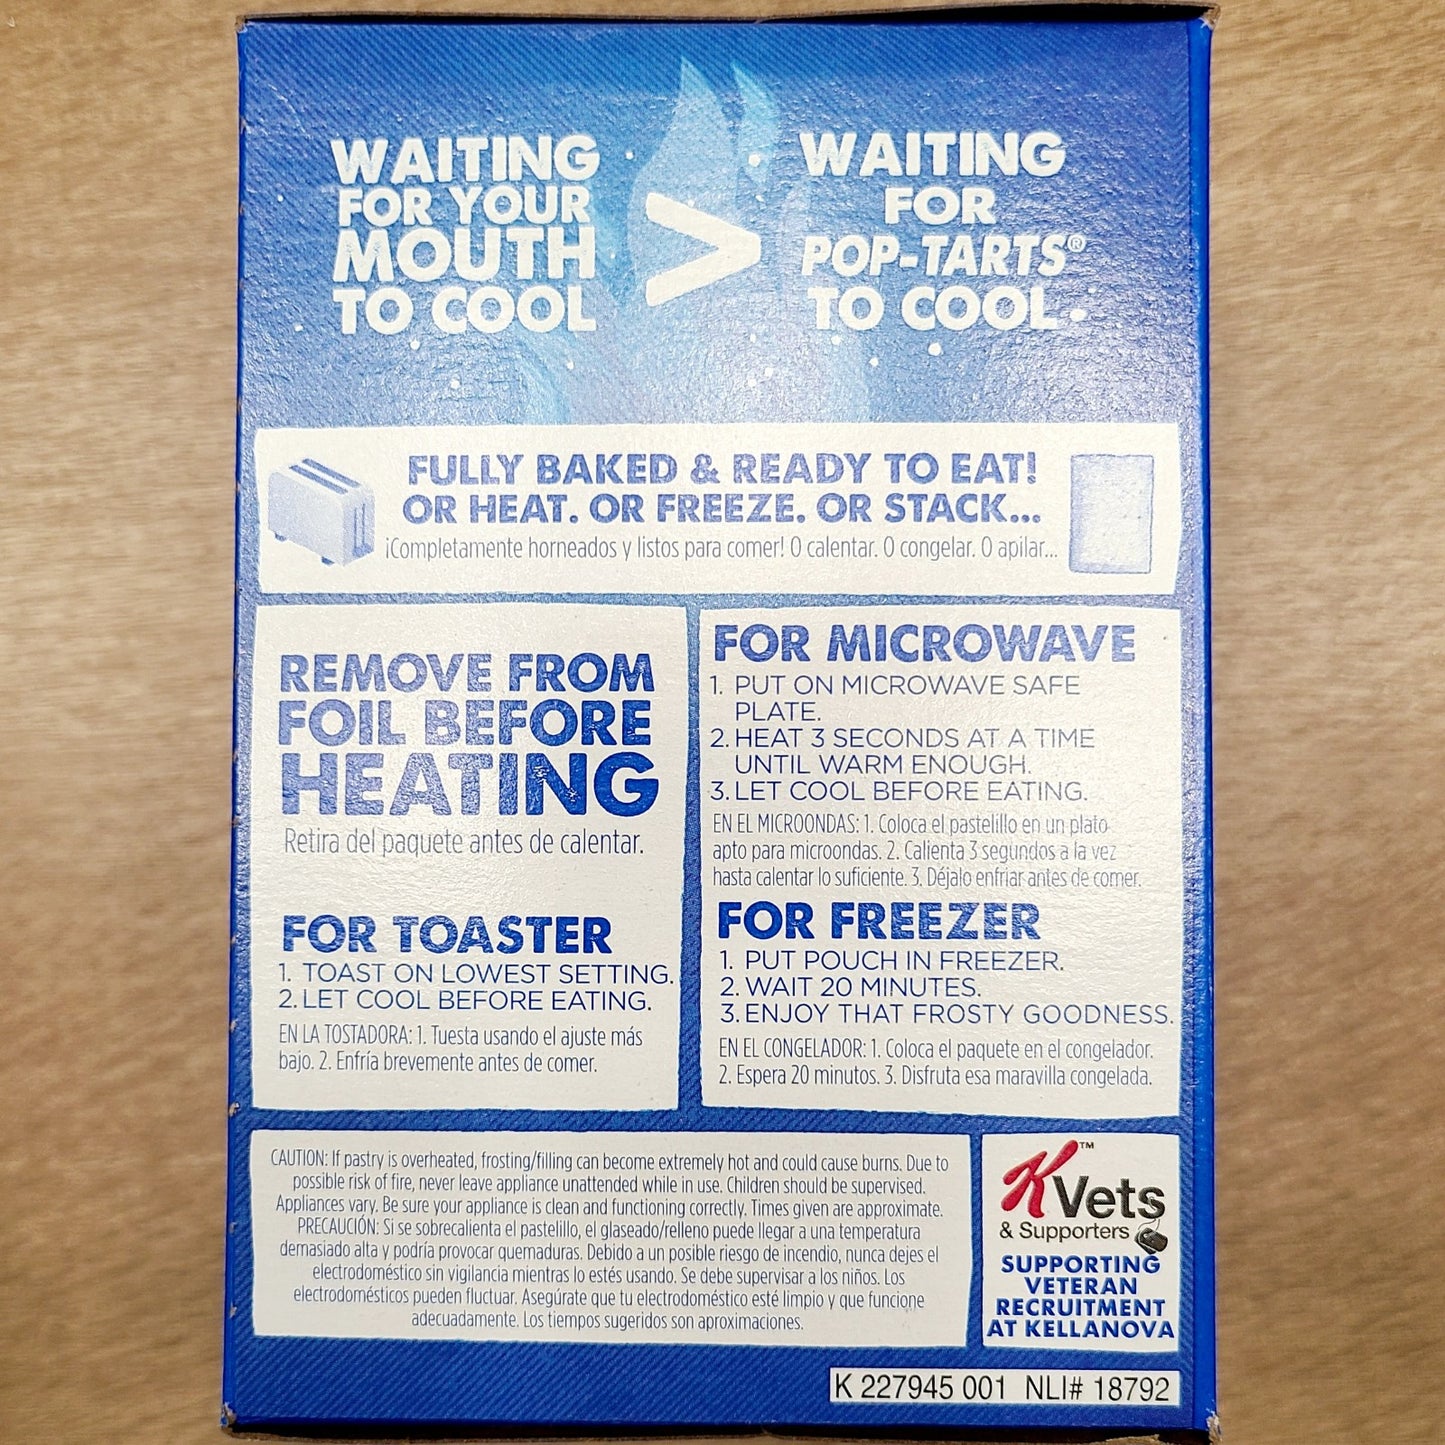 WAITING
FOR YOUR
MOUTH
TO COOL
>
WAITING
FOR
POP-TARTS®
TO COOL
FULLY BAKED & READY TO EAT!
OR HEAT. OR FREEZE. OR STACK...
¡Completamente horneados y listos para comer! O calentar. O congelar. O apilar...
REMOVE FROM
FOIL BEFORE
HEATING
Retira del paquete antes de calentar.
FOR TOASTER
1. TOAST ON LOWEST SETTING.
2. LET COOL BEFORE EATING.
EN LA TOSTADORA: 1. Tuesta usando el ajuste más
bajo. 2. Enfría brevemente antes de comer.
FOR MICROWAVE
1. PUT ON MICROWAVE SAFE
PLATE.
2. HEAT 3 SECONDS AT A TIME
UNTIL WARM ENOUGH.
3. LET COOL BEFORE EATING.
EN EL MICROONDAS: 1. Coloca el pastelillo en un plato
apto para microondas. 2. Calienta 3 segundos a la vez
hasta calentar lo suficiente. 3. Déjalo enfriar antes de comer.
FOR FREEZER
1. PUT POUCH IN FREEZER.
2. WAIT 20 MINUTES.
3. ENJOY THAT FROSTY GOODNESS.
EN EL CONGELADOR: 1. Coloca el paquete en el congelador.
2. Espera 20 minutos. 3. Disfruta esa maravilla congelada.
CAUTION: If pastry is overheated, frosting/filling can become extremely hot and could cause burns. Due to
possible risk of fire, never leave appliance unattended while in use. Children should be supervised.
Appliances vary. Be sure your appliance is clean and functioning correctly. Times given are approximate.
PRECAUCIÓN: Si se sobrecalienta el pastelillo, el glaseado/relleno puede llegar a una temperatura
demasiado alta y podría provocar quemaduras. Debido a un posible riesgo de incendio, nunca dejes el
electrodoméstico sin vigilancia mientras lo estés usando. Se debe supervisar a los niños. Los
electrodomésticos pueden fluctuar. Asegúrate que tu electrodoméstico esté limpio y que funcione
adecuadamente. Los tiempos sugeridos son aproximaciones.
K™ Vets
& Supporters
SUPPORTING
VETERAN
RECRUITMENT
AT KELLANOVA
K 227945 001 NLI# 18792